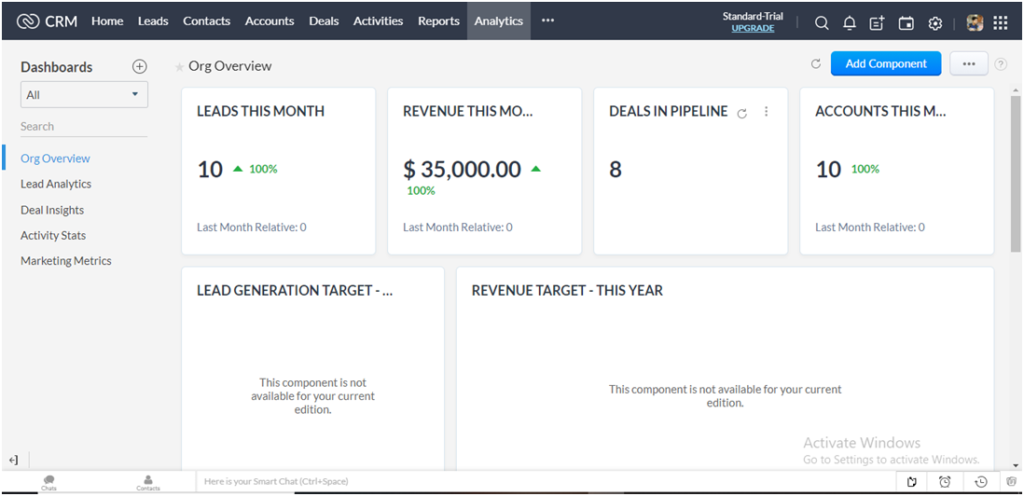 CRM Home Leads Contacts Accounts Deals Activities Reports Analytics ••• Standard-Trial
UPGRADE
Dashboards
All
Search
Org Overview
Lead Analytics
Deal Insights
Activity Stats
Marketing Metrics
Org Overview
Add Component
•••
LEADS THIS MONTH
10 100%
Last Month Relative: 0
REVENUE THIS MO...
$ 35,000.00
100%
Last Month Relative: 0
DEALS IN PIPELINE
8
ACCOUNTS THIS M...
10 100%
Last Month Relative: 0
LEAD GENERATION TARGET - ...
This component is not
available for your current
edition.
REVENUE TARGET - THIS YEAR
This component is not available for your current
edition.
Activate Windows
Go to Settings to activate Windows.
Chats
Contacts
Here is your Smart Chat (Ctrl+Space)